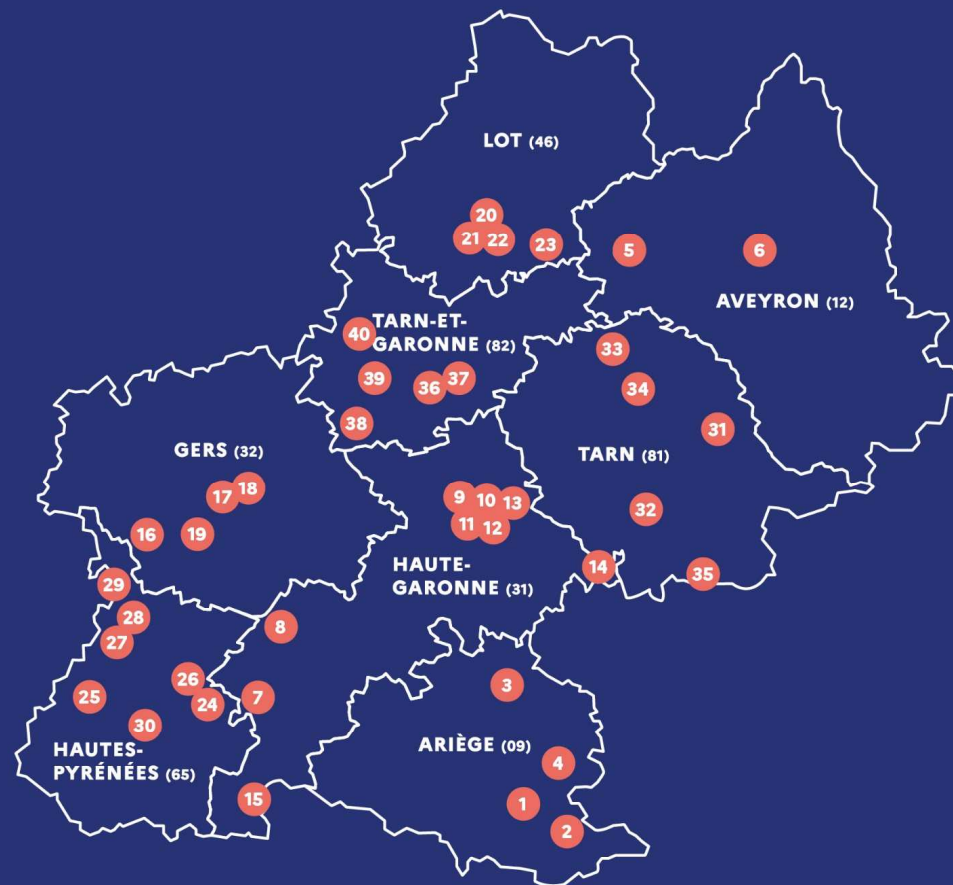 LOT (46)
20
21 22 23
5 6
AVEYRON (12)
TARN-ET-
GARONNE (82)
40
33
39 36 37
34
38
31
GERS (32)
TARN (81)
17 18
9 10 13
32
11 12
16 19
HAUTE-
GARONNE (31)
14
35
29
28
8
27
26
3
25
24
7
30
HAUTES-
PYRÉNÉES (65)
ARIÈGE (09)
4
15
1
2